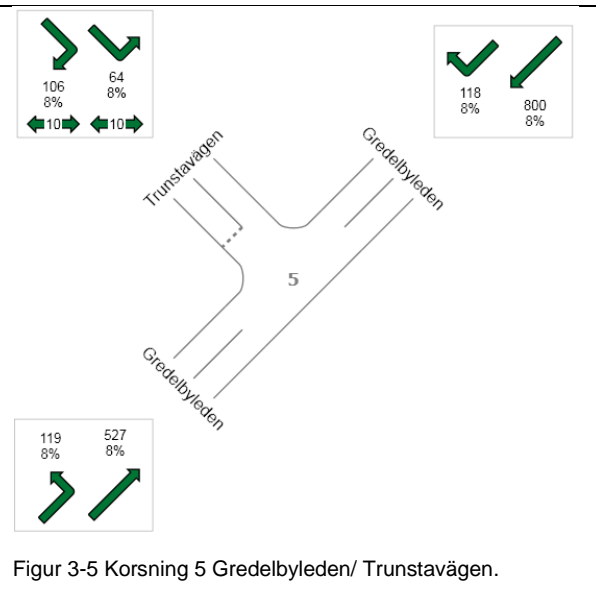 106 64
8% 8%
10 10
118 800
8% 8%
Trunstavägen
Gredelbyleden
5
Gredelbyleden
119 527
8% 8%
Figur 3-5 Korsning 5 Gredelbyleden/ Trunstavägen.